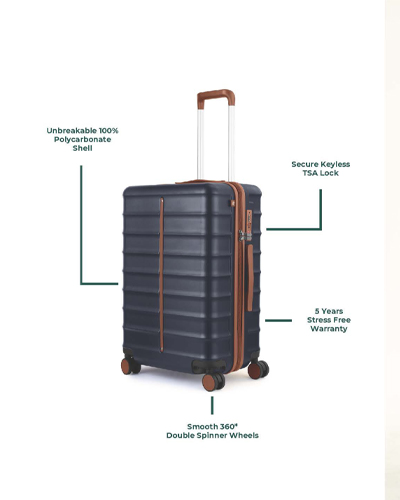 Unbreakable 100%
Polycarbonate
Shell
Secure Keyless
TSA Lock
5 Years
Stress Free
Warranty
Smooth 360°
Double Spinner Wheels